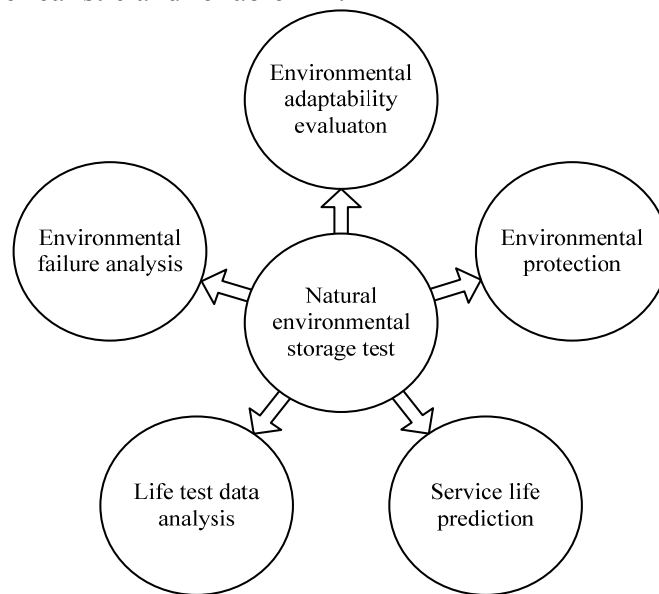 Environmental
adaptability
evaluaton
Environmental
failure analysis
Environmental
protection
Natural
environmental
storage test
Life test data
analysis
Service life
prediction